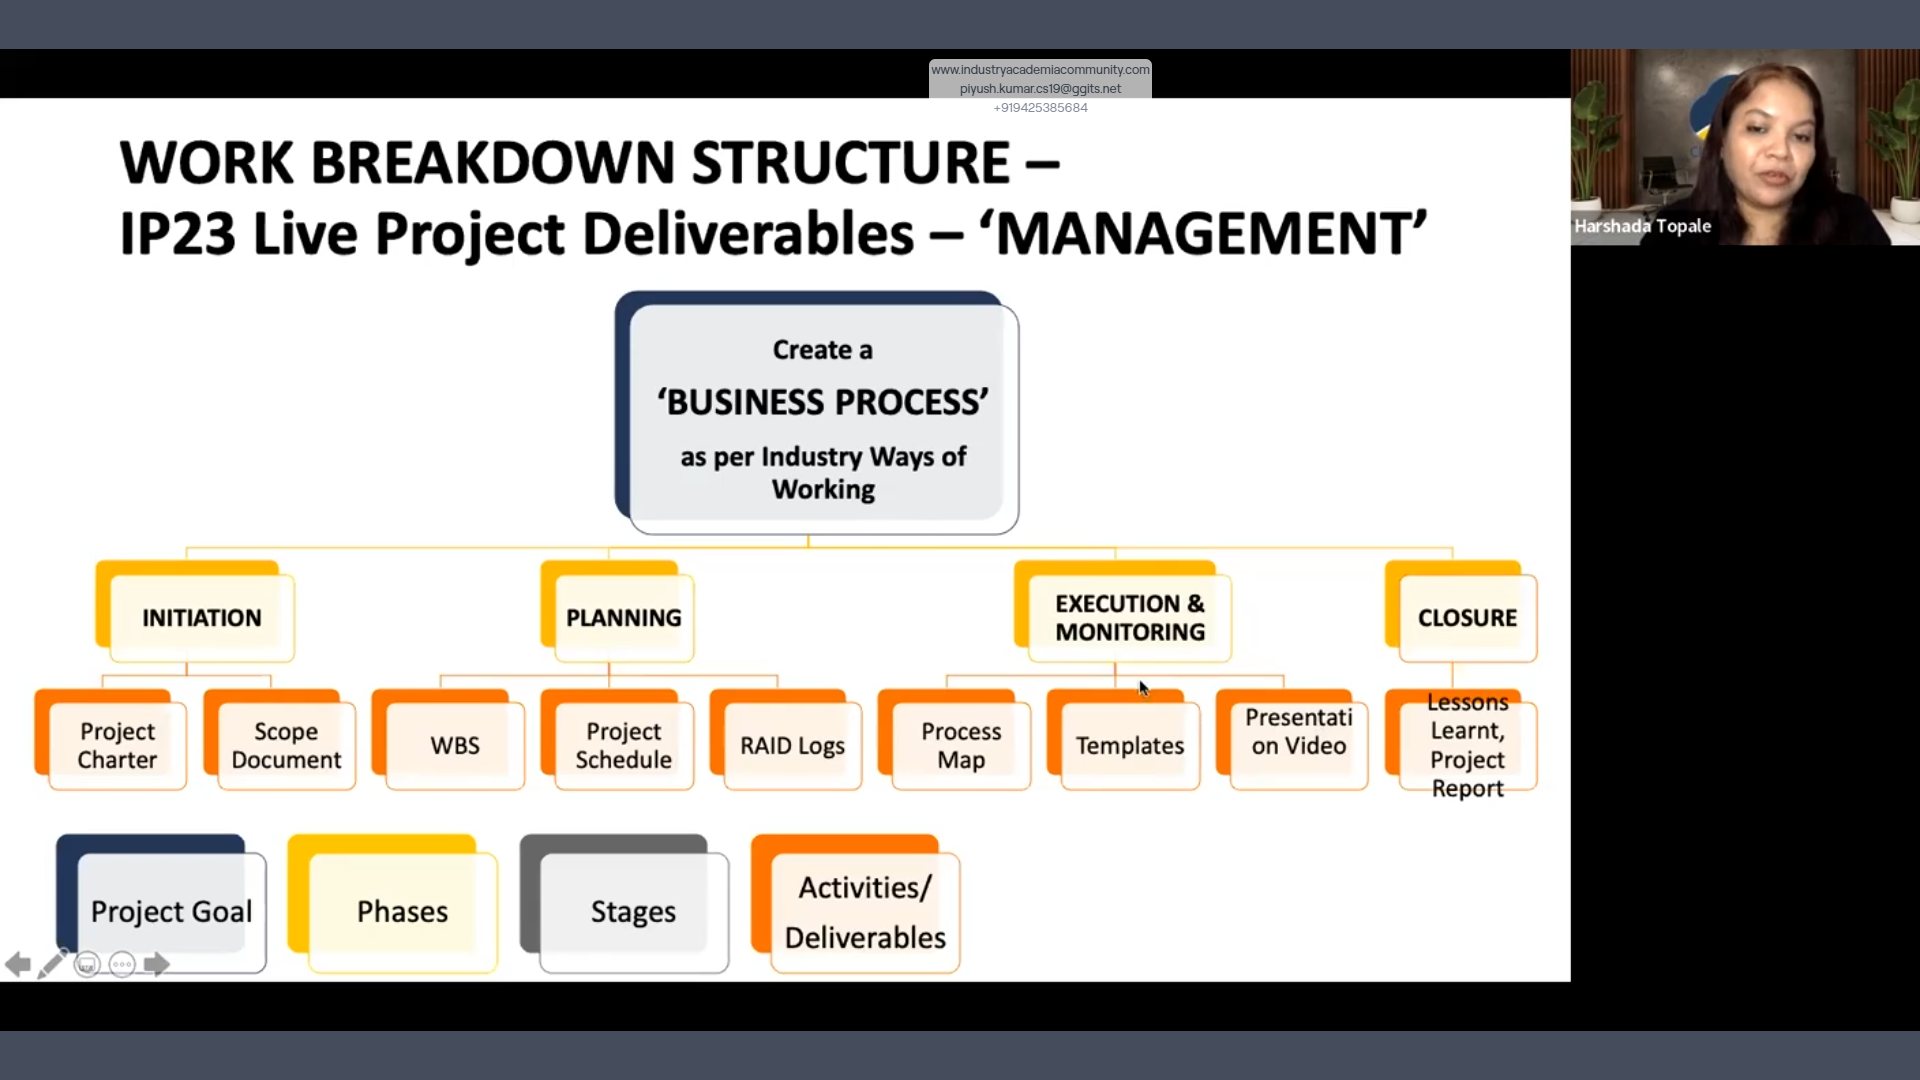 www.industryacademiacommunity.com
piyush.kumar.cs19@ggits.net
+919425385684
Harshada Topale
WORK BREAKDOWN STRUCTURE –
IP23 Live Project Deliverables – ‘MANAGEMENT’
Create a
‘BUSINESS PROCESS’
as per Industry Ways of
Working
INITIATION
PLANNING
EXECUTION &
MONITORING
CLOSURE
Project
Charter
Scope
Document
WBS
Project
Schedule
RAID Logs
Process
Map
Templates
Presentati
on Video
Lessons
Learnt,
Project
Report
Project Goal
Phases
Stages
Activities/
Deliverables